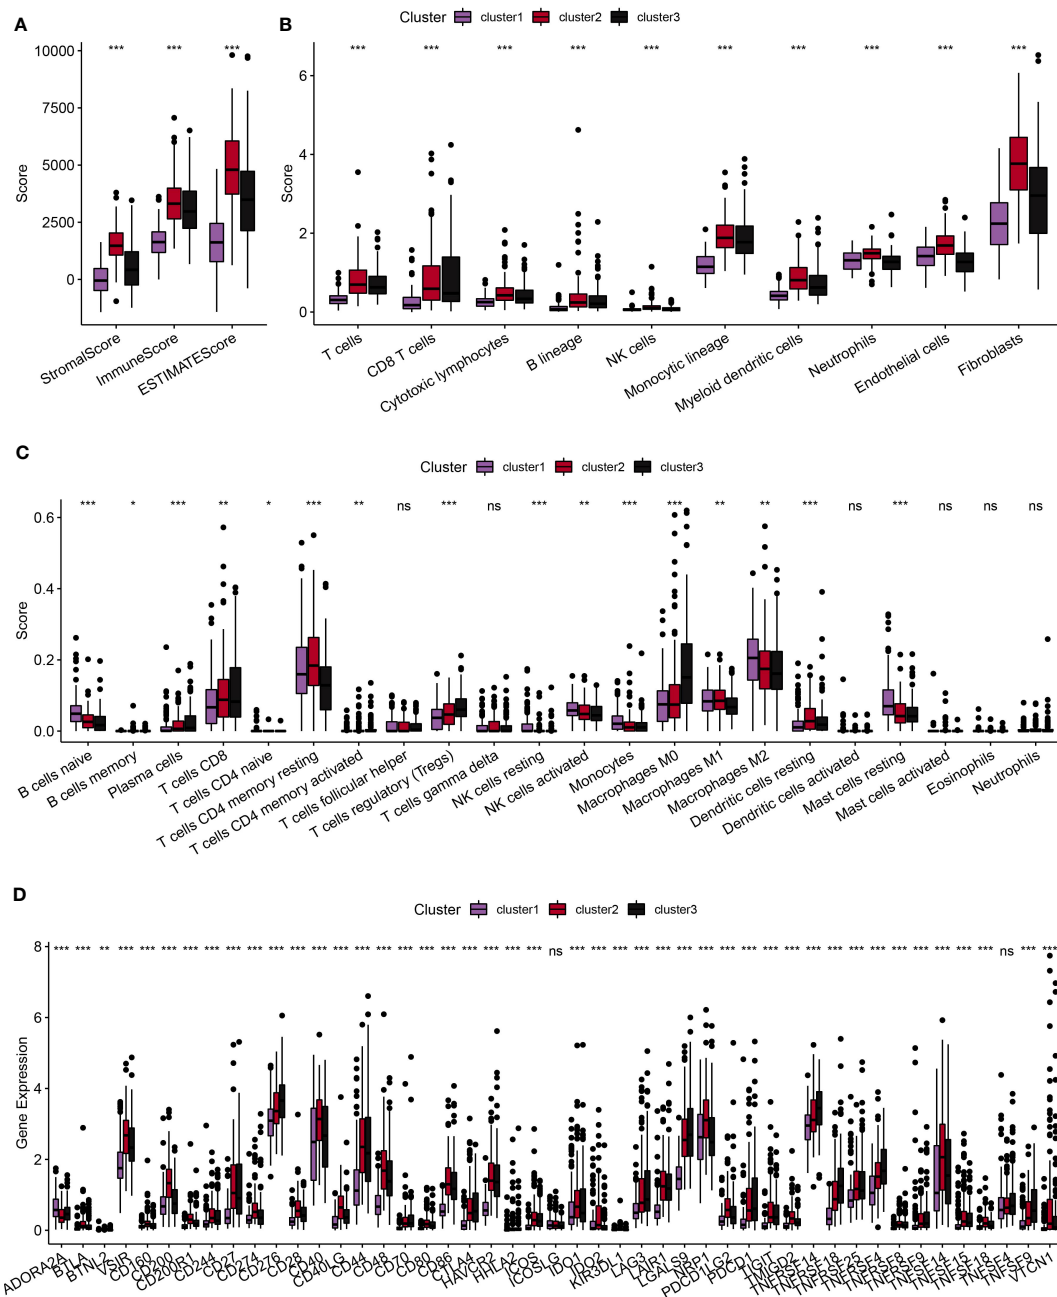 Cluster cluster1 cluster2 cluster3
A
B
10000
7500
5000
2500
0
Score
*** *** ***
StromalScore
ImmuneScore
ESTIMATEScore
6
4
2
0
Score
*** *** *** *** *** *** *** *** *** ***
T cells
CD8 T cells
Cytotoxic lymphocytes
B lineage
NK cells
Monocytic lineage
Myeloid dendritic cells
Neutrophils
Endothelial cells
Fibroblasts
C
Cluster cluster1 cluster2 cluster3
0.6
0.4
0.2
0.0
Score
*** * *** ** * *** ** ns *** ns *** ** *** *** ** ** *** ns *** ns ns ns
B cells naive
B cells memory
Plasma cells
T cells CD8
T cells CD4 naive
T cells CD4 memory resting
T cells CD4 memory activated
T cells follicular helper
T cells regulatory (Tregs)
T cells gamma delta
NK cells resting
NK cells activated
Monocytes
Macrophages M0
Macrophages M1
Macrophages M2
Dendritic cells resting
Dendritic cells activated
Mast cells resting
Mast cells activated
Eosinophils
Neutrophils
D
Cluster cluster1 cluster2 cluster3
8
6
4
2
0
Gene Expression
*** *** ** *** *** *** *** *** *** *** *** *** *** *** *** *** *** *** *** *** *** *** *** *** ns *** *** *** *** *** *** *** *** *** *** *** *** *** *** *** *** *** *** *** *** *** ns *** ***
ADORA2A
BTLA
BTNL2
VSIR
CD160
CD200
CD200R1
CD244
CD27
CD274
CD276
CD28
CD40
CD40LG
CD44
CD48
CD70
CD80
CD86
CTLA4
HAVCR2
HHLA2
ICOS
ICOSLG
IDO1
IDO2
KIR3DL1
LAG3
LAIR1
LGALS9
NRP1
PDCD1LG2
PDCD1
TIGIT
TMIGD2
TNFRSF14
TNFRSF18
TNFRSF25
TNFRSF4
TNFRSF8
TNFRSF9
TNFSF14
TNFSF15
TNFSF18
TNFSF4
TNFSF9
VTCN1